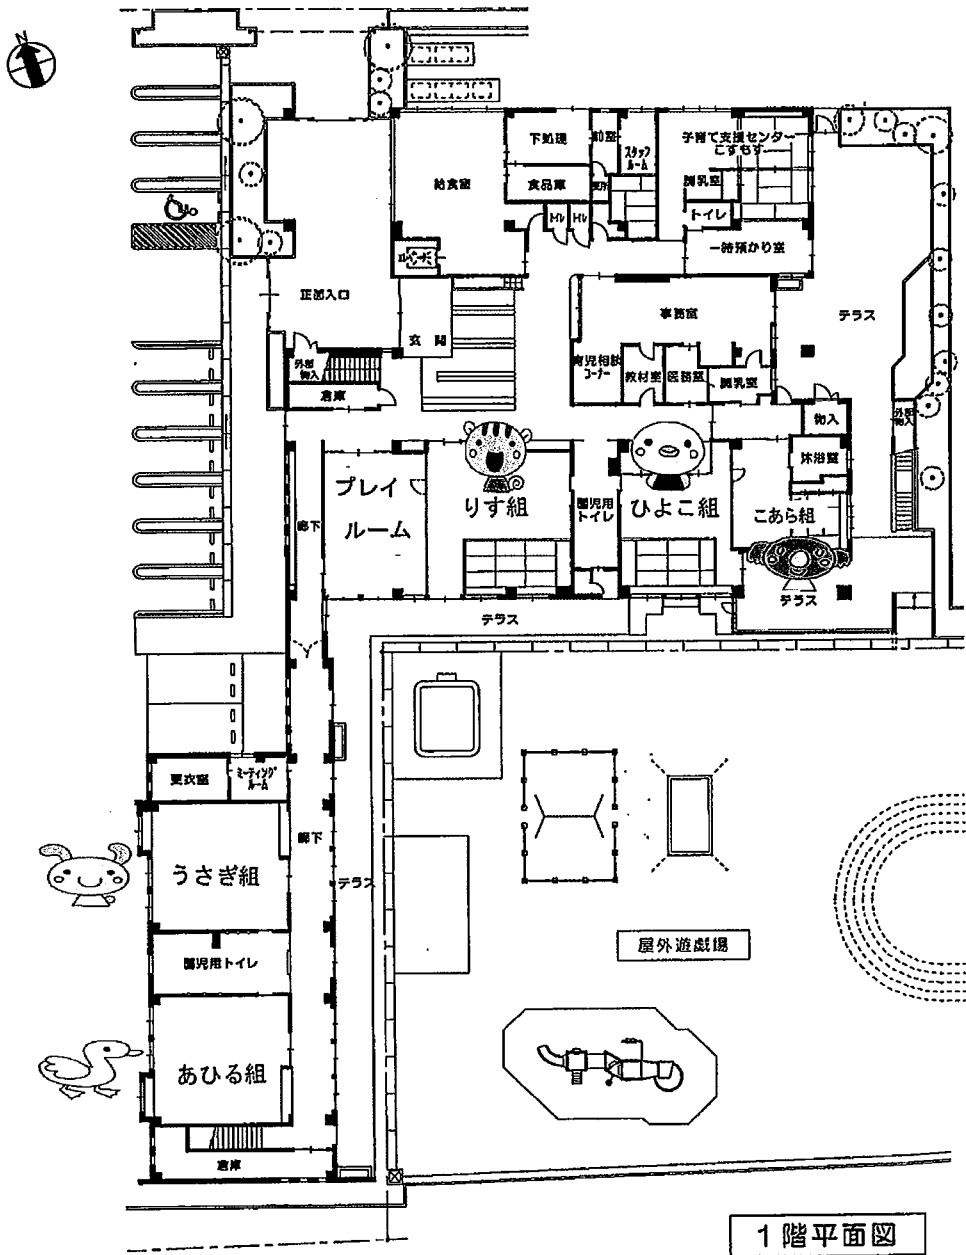 N
下処理
前室
スタッフ
ルーム
子育て支援センター
こすもす
給食室
食品庫
調乳室
トイレ
一時預かり室
正面入口
玄関
事務室
テラス
外部
物入
倉庫
育児相談
コーナー
教材室
医務室
調乳室
物入
外部
物入
沐浴室
プレイ
ルーム
廊下
りす組
園児用
トイレ
ひよこ組
こあら組
テラス
テラス
更衣室
ミーティング
ルーム
廊下
うさぎ組
テラス
園児用トイレ
屋外遊戯場
あひる組
倉庫
1階平面図